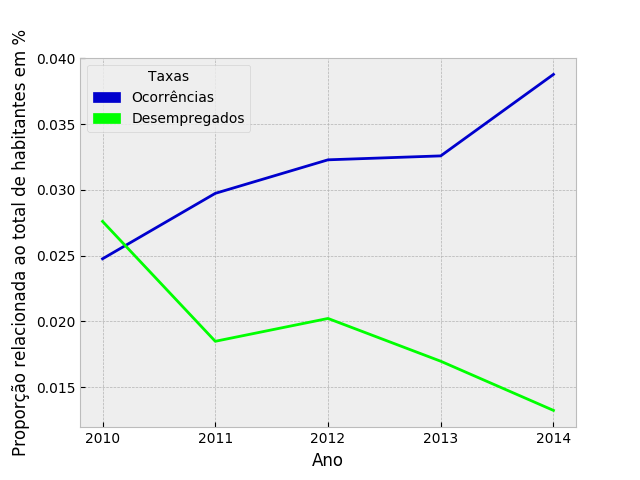 Proporção relacionada ao total de habitantes em %
0.040
0.035
0.030
0.025
0.020
0.015
Taxas
Ocorrências
Desempregados
2010 2011 2012 2013 2014
Ano